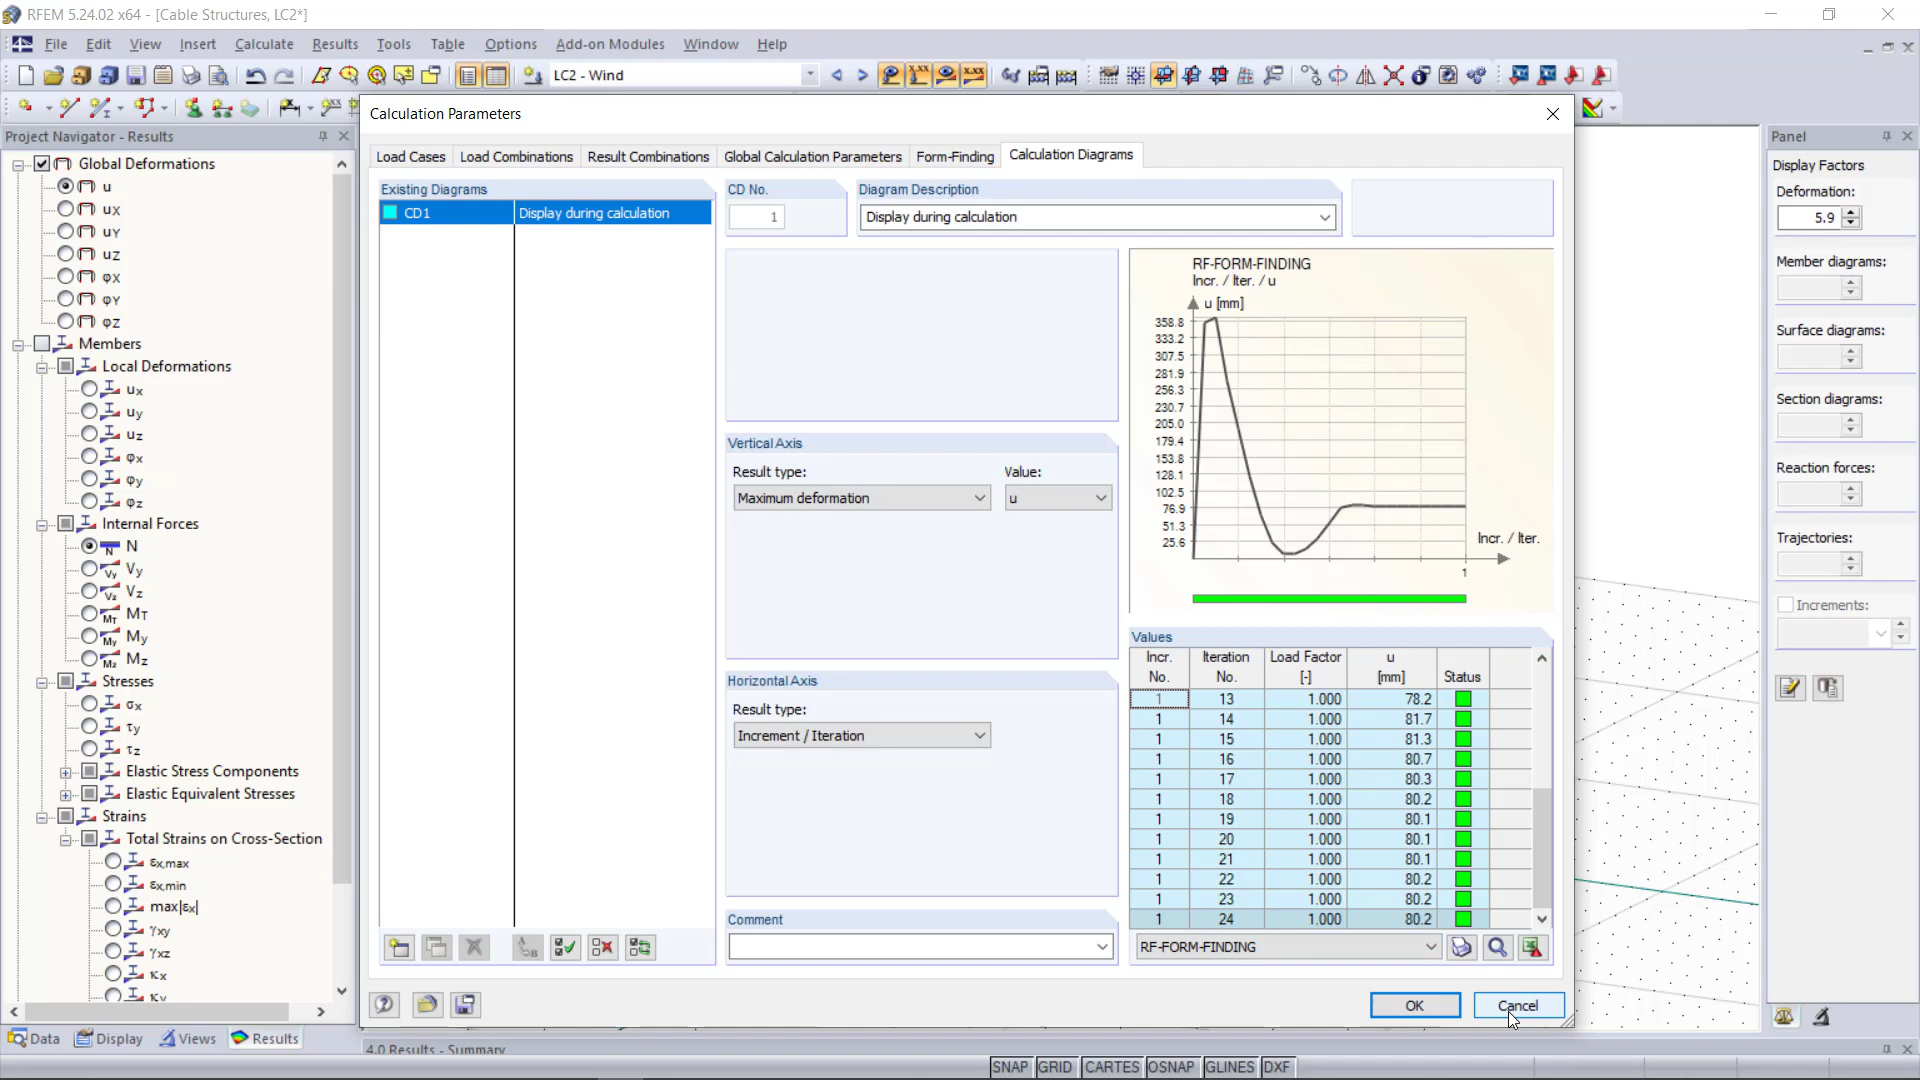 RFEM 5.24.02 x64 - [Cable Structures, LC2*]
File Edit View Insert Calculate Results Tools Table Options Add-on Modules Window Help
LC2 - Wind
Project Navigator - Results
Global Deformations
u
uX
uY
uZ
φX
φY
φZ
Members
Local Deformations
ux
uy
uz
φx
φy
φz
Internal Forces
N
Vy
Vz
MT
My
Mz
Stresses
σx
τy
τz
Elastic Stress Components
Elastic Equivalent Stresses
Strains
Total Strains on Cross-Section
εx,max
εx,min
max|εx|
γxy
γxz
κx
κy
Data Display Views Results
Calculation Parameters
Load Cases Load Combinations Result Combinations Global Calculation Parameters Form-Finding Calculation Diagrams
Existing Diagrams
CD1 Display during calculation
CD No.
1
Diagram Description
Display during calculation
Vertical Axis
Result type: Value:
Maximum deformation u
Horizontal Axis
Result type:
Increment / Iteration
Comment
RF-FORM-FINDING
Incr. / Iter. / u
u [mm]
358.8
333.2
307.5
281.9
256.3
230.7
205.0
179.4
153.8
128.1
102.5
76.9
51.3
25.6
Incr. / Iter.
1
Values
Incr. Iteration Load Factor u
No. No. [-] [mm] Status
1 13 1.000 78.2
1 14 1.000 81.7
1 15 1.000 81.3
1 16 1.000 80.7
1 17 1.000 80.3
1 18 1.000 80.2
1 19 1.000 80.1
1 20 1.000 80.1
1 21 1.000 80.1
1 22 1.000 80.2
1 23 1.000 80.2
1 24 1.000 80.2
RF-FORM-FINDING
OK Cancel
4.0 Results - Summary
SNAP GRID CARTES OSNAP GLINES DXF
Panel
Display Factors
Deformation:
5.9
Member diagrams:
Surface diagrams:
Section diagrams:
Reaction forces:
Trajectories:
Increments: